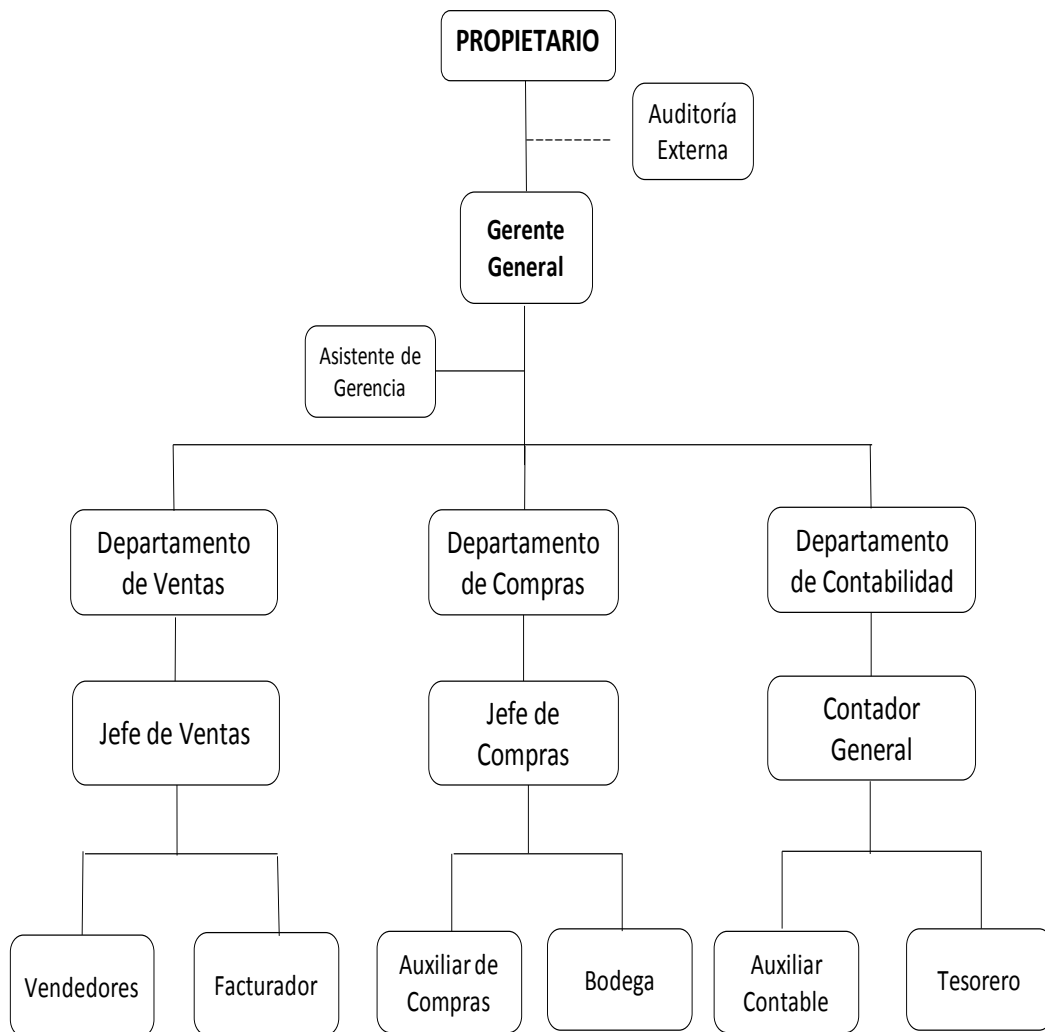 PROPIETARIO
Auditoría
Externa
Gerente
General
Asistente de
Gerencia
Departamento
de Ventas
Departamento
de Compras
Departamento
de Contabilidad
Jefe de Ventas
Jefe de
Compras
Contador
General
Vendedores
Facturador
Auxiliar de
Compras
Bodega
Auxiliar
Contable
Tesorero